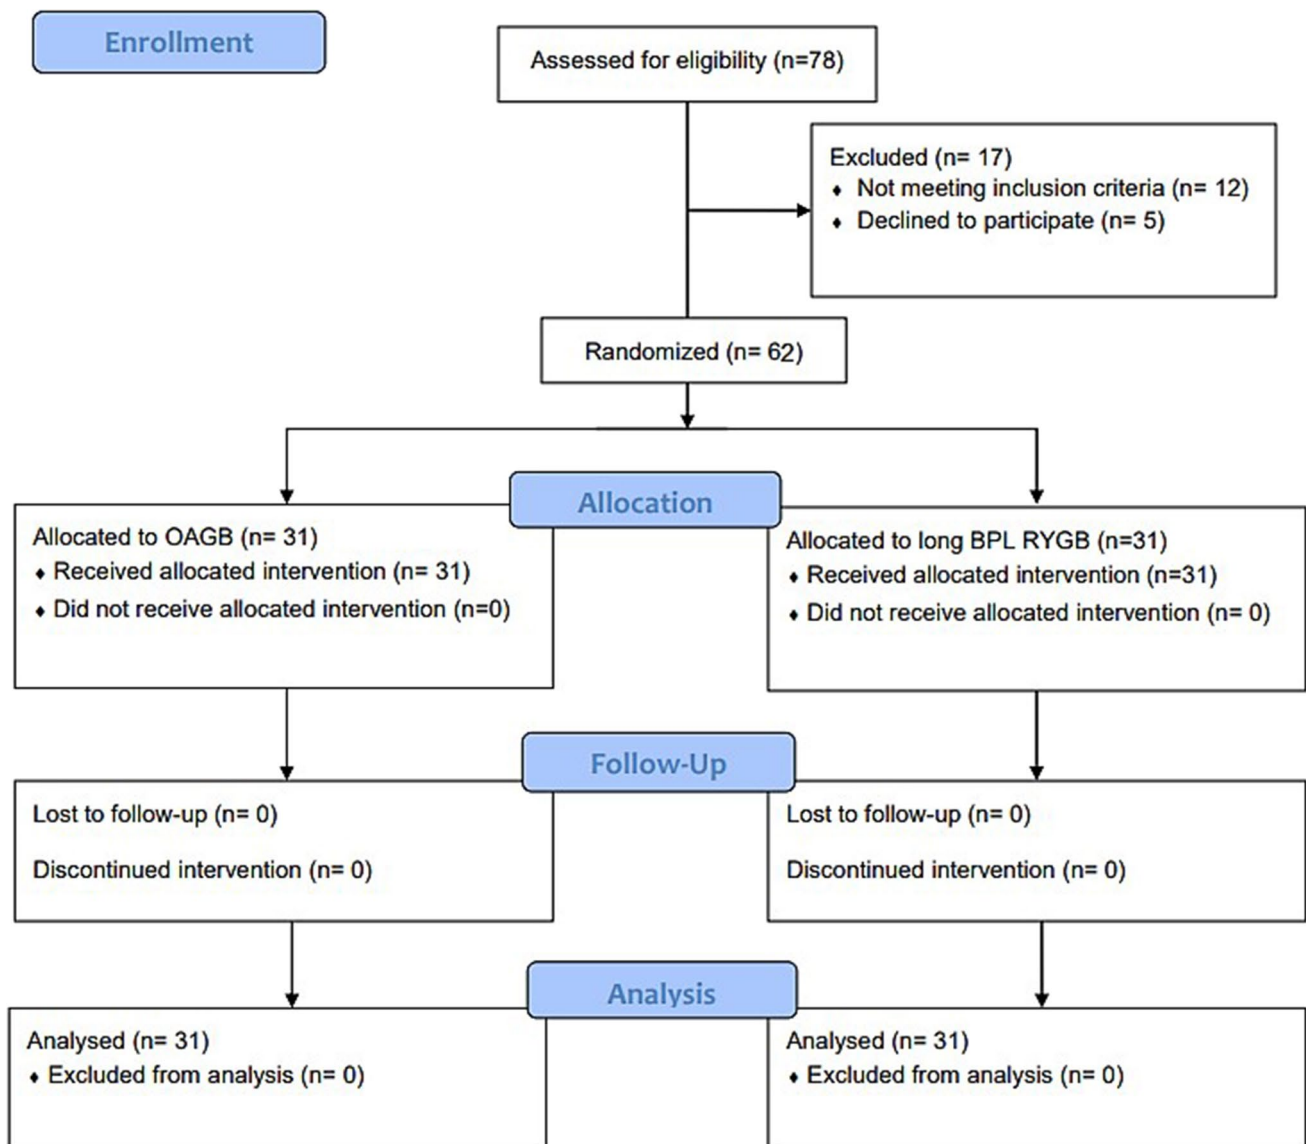 Enrollment
Assessed for eligibility (n=78)
Excluded (n= 17)
♦ Not meeting inclusion criteria (n= 12)
♦ Declined to participate (n= 5)
Randomized (n= 62)
Allocation
Allocated to OAGB (n= 31)
♦ Received allocated intervention (n= 31)
♦ Did not receive allocated intervention (n=0)
Allocated to long BPL RYGB (n=31)
♦ Received allocated intervention (n=31)
♦ Did not receive allocated intervention (n= 0)
Follow-Up
Lost to follow-up (n= 0)
Discontinued intervention (n= 0)
Lost to follow-up (n= 0)
Discontinued intervention (n= 0)
Analysis
Analysed (n= 31)
♦ Excluded from analysis (n= 0)
Analysed (n= 31)
♦ Excluded from analysis (n= 0)